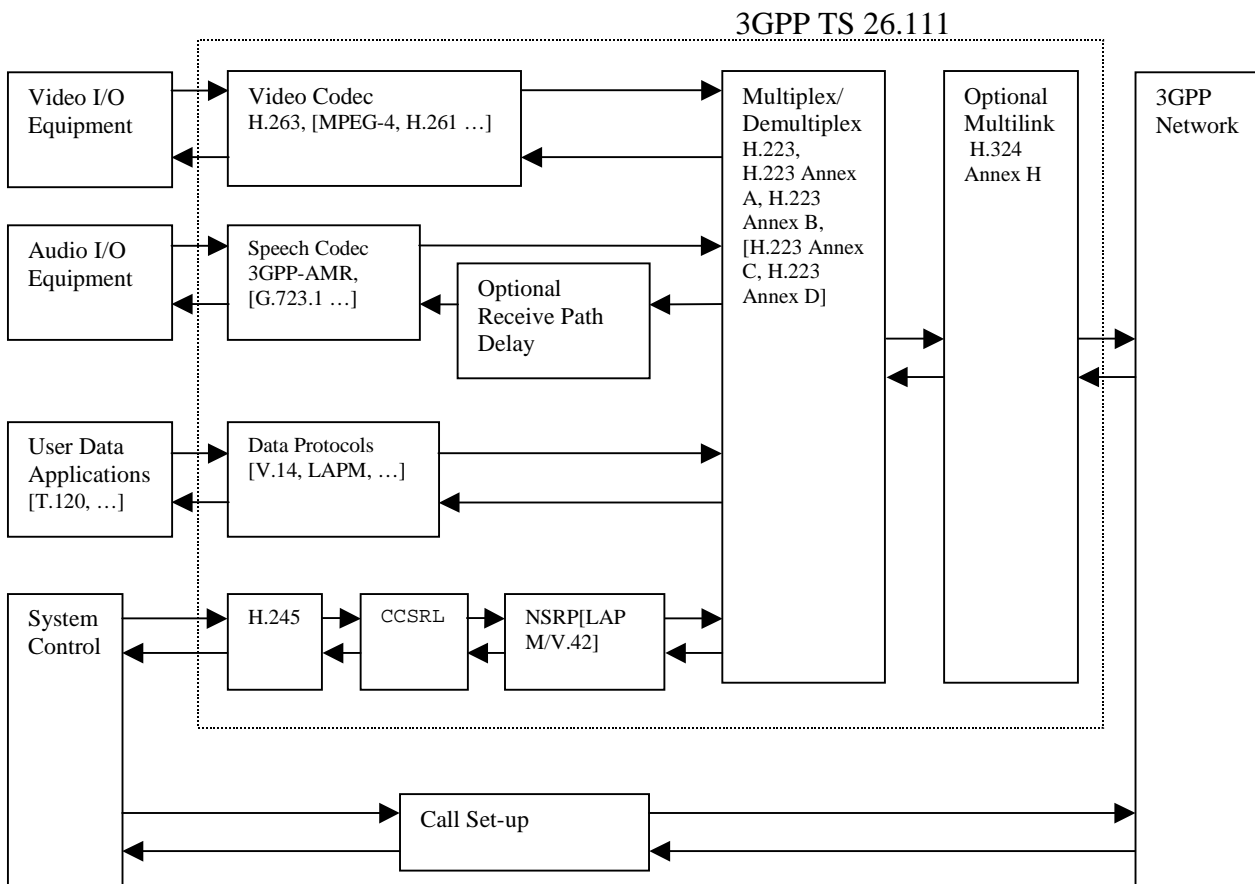 3GPP TS 26.111
Video I/O
Equipment
Video Codec
H.263, [MPEG-4, H.261 …]
Multiplex/
Demultiplex
H.223,
H.223 Annex
A, H.223
Annex B,
[H.223 Annex
C, H.223
Annex D]
Optional
Multilink
H.324
Annex H
3GPP
Network
Audio I/O
Equipment
Speech Codec
3GPP-AMR,
[G.723.1 …]
Optional
Receive Path
Delay
User Data
Applications
[T.120, …]
Data Protocols
[V.14, LAPM, …]
System
Control
H.245
CCSRL
NSRP[LAP
M/V.42]
Call Set-up